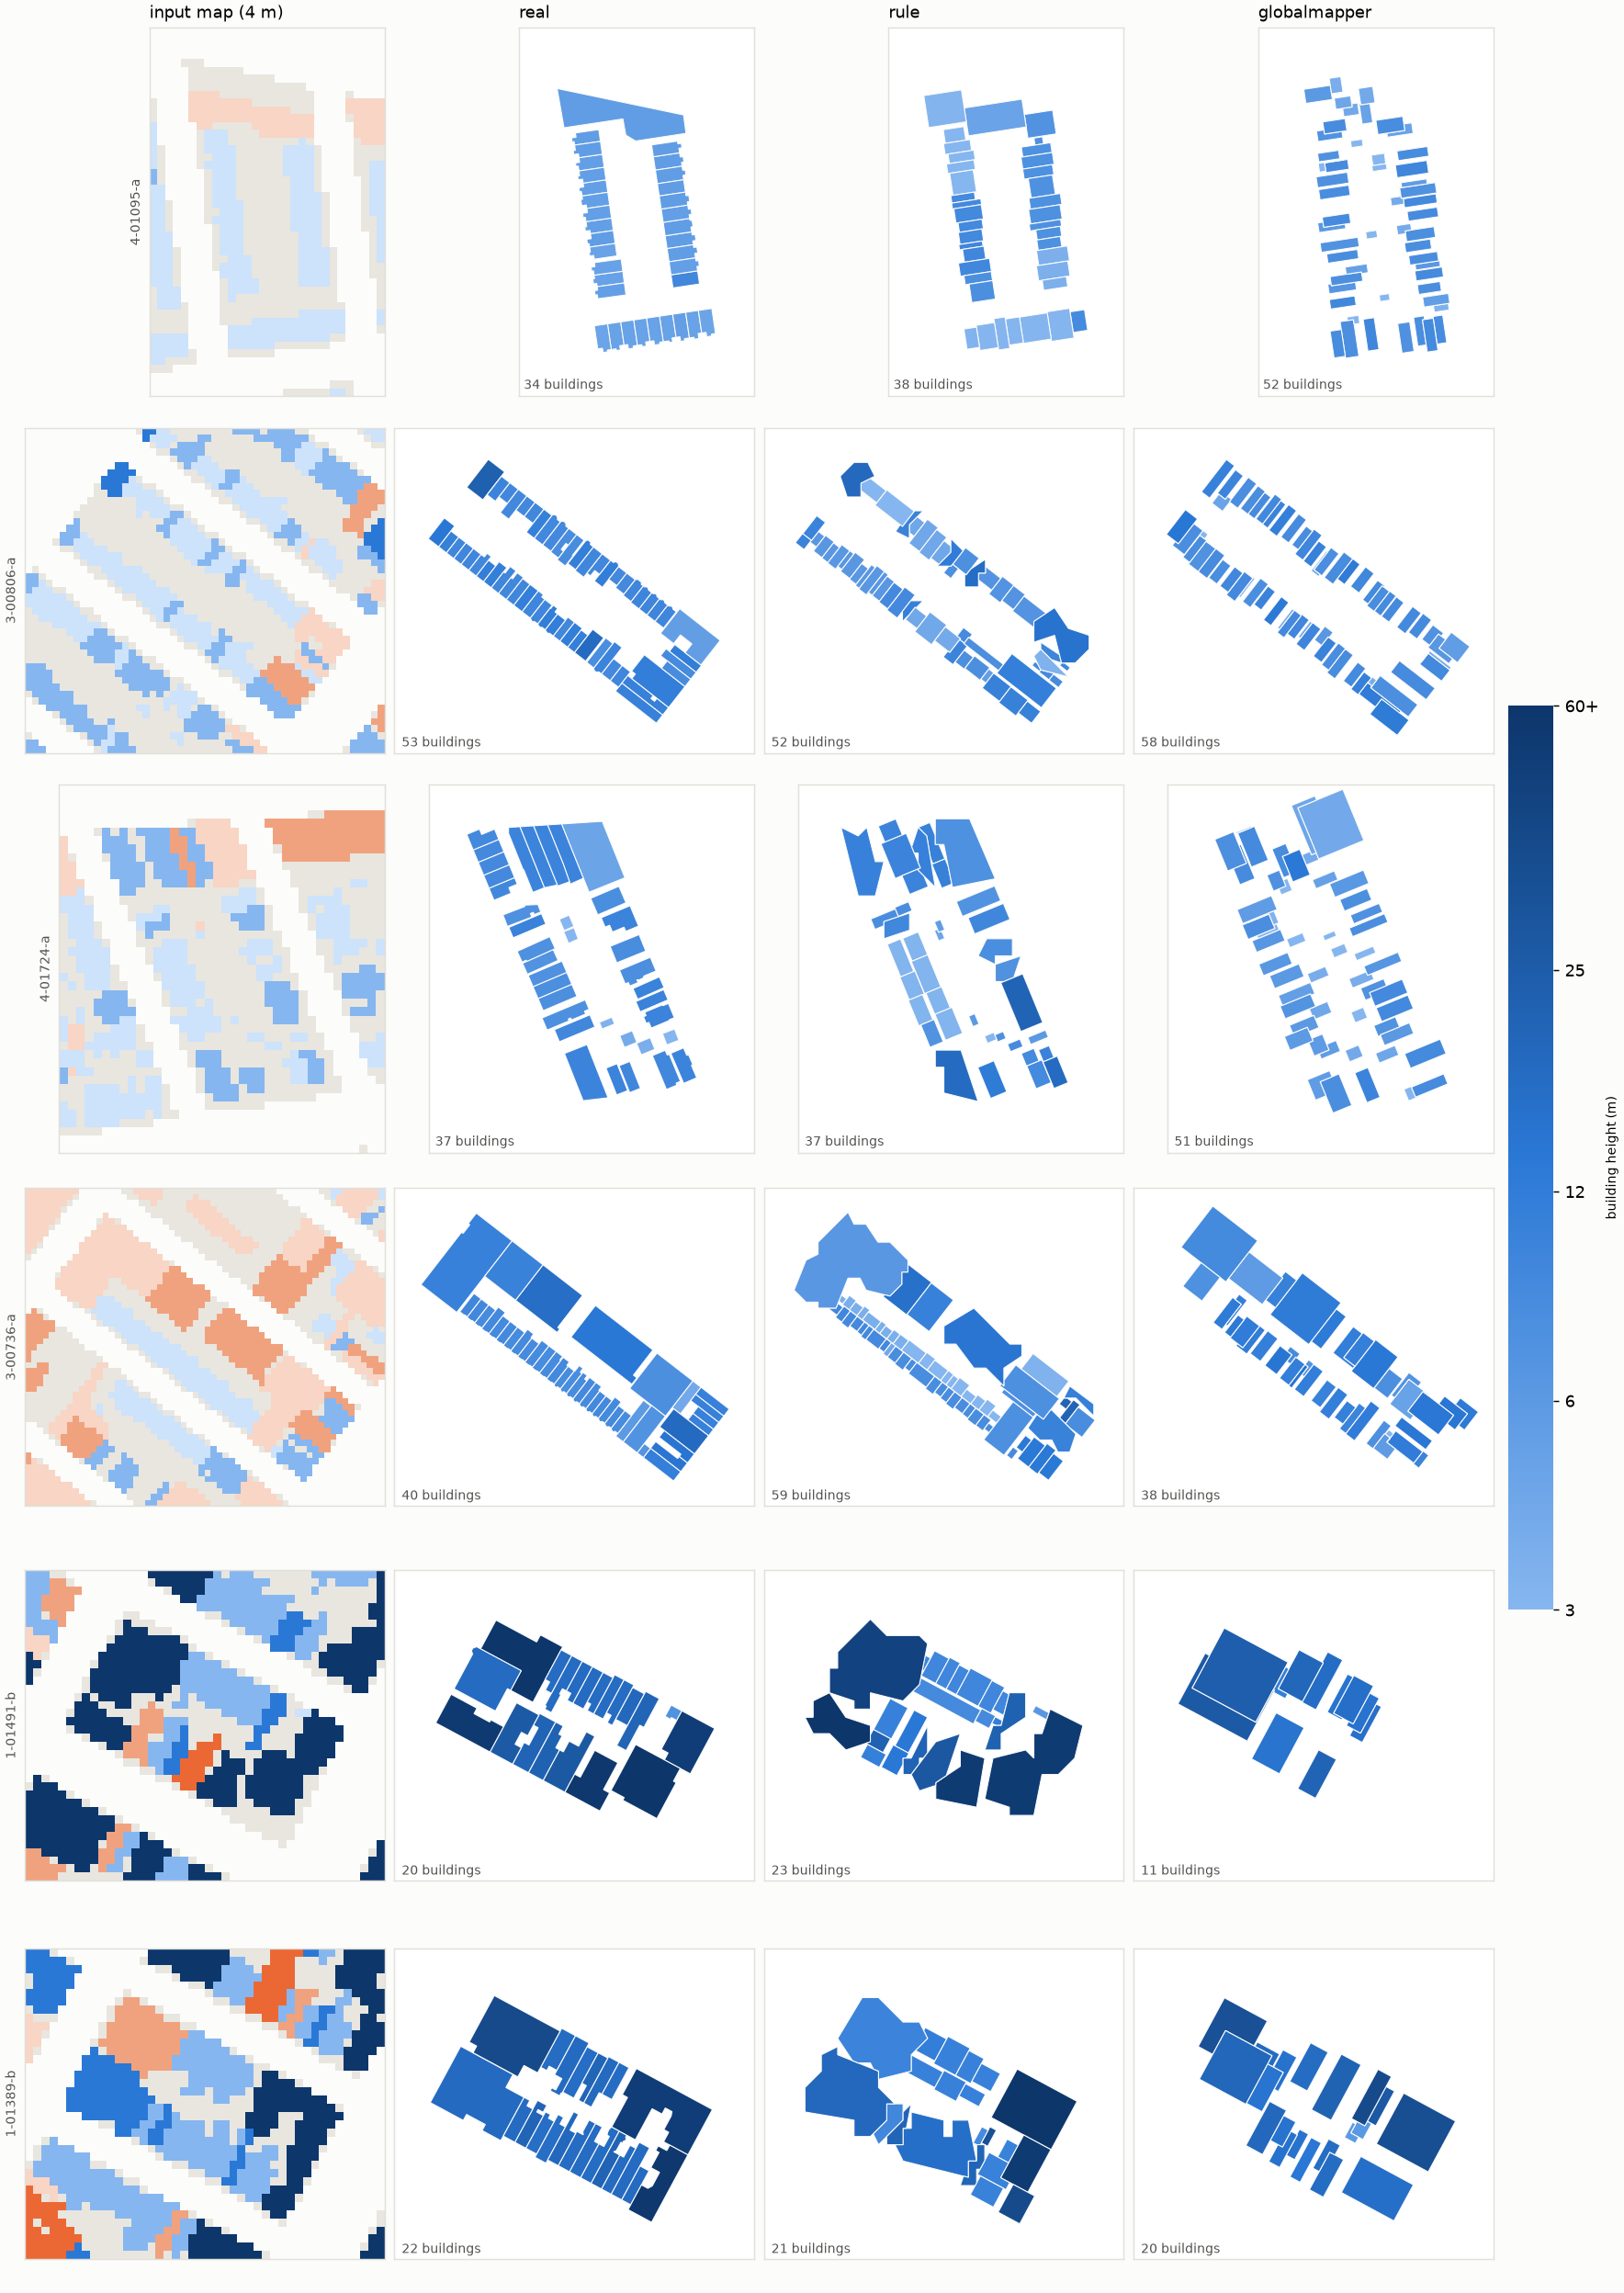 input map (4 m)
real
rule
globalmapper
4-01095-a
34 buildings
38 buildings
52 buildings
3-00806-a
53 buildings
52 buildings
58 buildings
4-01724-a
37 buildings
37 buildings
51 buildings
3-00736-a
40 buildings
59 buildings
38 buildings
1-01491-b
20 buildings
23 buildings
11 buildings
1-01389-b
22 buildings
21 buildings
20 buildings
60+
25
12
6
3
building height (m)